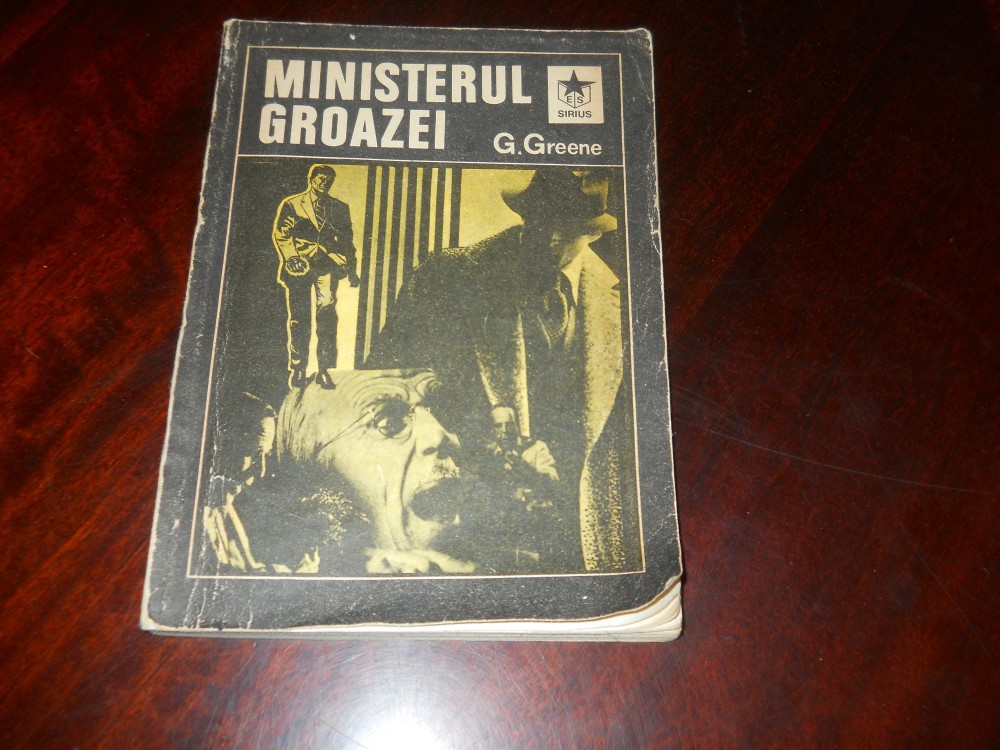 MINISTERUL
GROAZEI
G. Greene
E S
SIRIUS